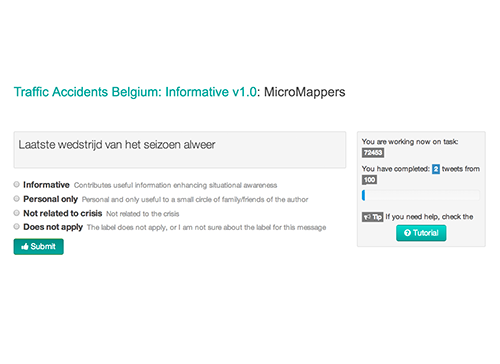 Traffic Accidents Belgium: Informative v1.0: MicroMappers
Laatste wedstrijd van het seizoen alweer
Informative Contributes useful information enhancing situational awareness
Personal only Personal and only useful to a small circle of family/friends of the author
Not related to crisis Not related to the crisis
Does not apply The label does not apply, or I am not sure about the label for this message
Submit
You are working now on task:
72453
You have completed: 2 tweets from
100
Tip If you need help, check the
Tutorial